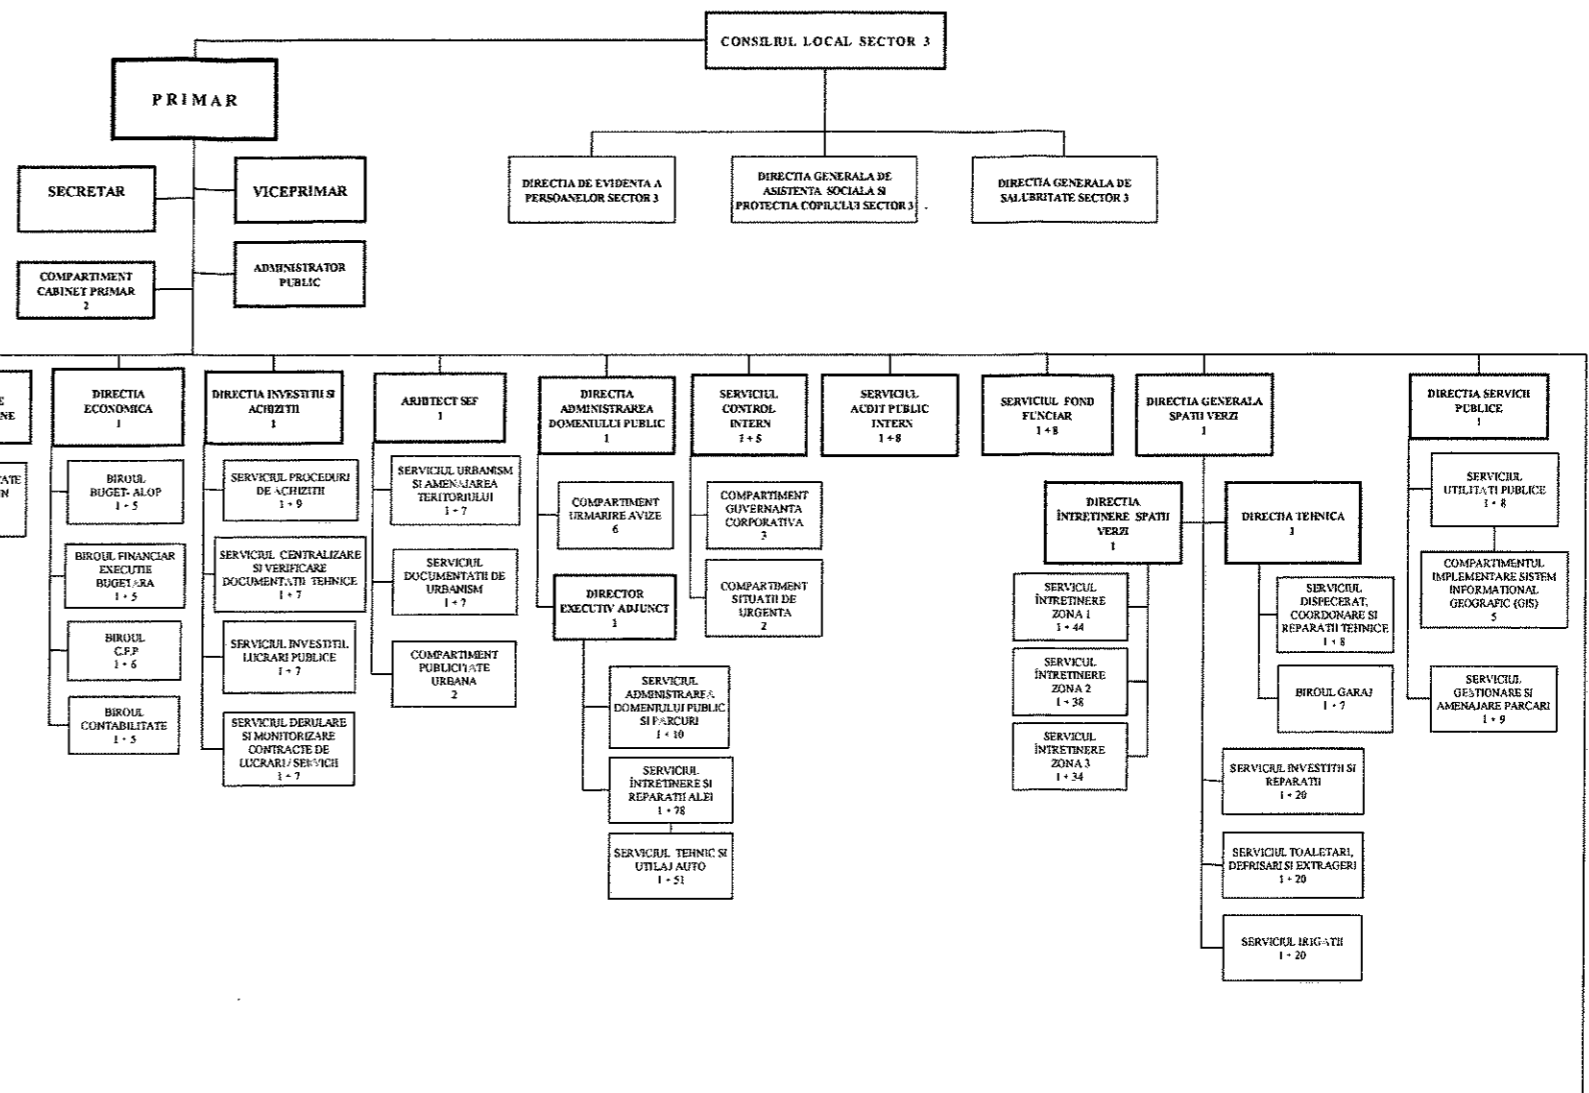 CONSILIUL LOCAL SECTOR 3
PRIMAR
SECRETAR
VICEPRIMAR
COMPARTIMENT
CABINET PRIMAR
2
ADMINISTRATOR
PUBLIC
DIRECTIA DE EVIDENTA A
PERSOANELOR SECTOR 3
DIRECTIA GENERALA DE
ASISTENTA SOCIALA SI
PROTECTIA COPILULUI SECTOR 3
DIRECTIA GENERALA DE
SALUBRITATE SECTOR 3
DIRECTIA
ECONOMICA
1
BIROUL
BUGET- ALOP
1 + 5
BIROUL FINANCIAR
EXECUTIE
BUGETARA
1 + 5
BIROUL
C.F.P
1 + 6
BIROUL
CONTABILITATE
1 + 5
DIRECTIA INVESTITII SI
ACHIZITII
1
SERVICIUL PROCEDURI
DE ACHIZITII
1 + 9
SERVICIUL CENTRALIZARE
SI VERIFICARE
DOCUMENTATII TEHNICE
1 + 7
SERVICIUL INVESTITII,
LUCRARI PUBLICE
1 + 7
SERVICIUL DERULARE
SI MONITORIZARE
CONTRACTE DE
LUCRARI / SERVICII
1 + 7
ARHITECT SEF
1
SERVICIUL URBANISM
SI AMENAJAREA
TERITORIULUI
1 + 7
SERVICIUL
DOCUMENTATII DE
URBANISM
1 + 7
COMPARTIMENT
PUBLICITATE
URBANA
2
DIRECTIA
ADMINISTRAREA
DOMENIULUI PUBLIC
1
COMPARTIMENT
URMARIRE AVIZE
6
DIRECTOR
EXECUTIV ADJUNCT
1
SERVICIUL
ADMINISTRAREA
DOMENIULUI PUBLIC
SI PARCURI
1 + 10
SERVICIUL
ÎNTRETINERE SI
REPARATII ALEI
1 + 78
SERVICIUL TEHNIC SI
UTILAJ AUTO
1 + 51
SERVICIUL
CONTROL
INTERN
1 + 5
COMPARTIMENT
GUVERNANTA
CORPORATIVA
3
COMPARTIMENT
SITUATII DE
URGENTA
2
SERVICIUL
AUDIT PUBLIC
INTERN
1 + 8
SERVICIUL FOND
FUNCIAR
1 + 8
DIRECTIA GENERALA
SPATII VERZI
1
DIRECTIA
ÎNTRETINERE SPATII
VERZI
1
SERVICUL
ÎNTRETINERE
ZONA 1
1 + 44
SERVICUL
ÎNTRETINERE
ZONA 2
1 + 38
SERVICUL
ÎNTRETINERE
ZONA 3
1 + 34
DIRECTIA TEHNICA
1
SERVICIUL
DISPECERAT,
COORDONARE SI
REPARATII TEHNICE
1 + 8
BIROUL GARAJ
1 + 7
SERVICIUL INVESTITII SI
REPARATII
1 + 20
SERVICIUL TOALETARI,
DEFRISARI SI EXTRAGERI
1 + 20
SERVICIUL IRIGATII
1 + 20
DIRECTIA SERVICII
PUBLICE
1
SERVICIUL
UTILITATI PUBLICE
1 + 8
COMPARTIMENTUL
IMPLEMENTARE SISTEM
INFORMATIONAL
GEOGRAFIC (GIS)
5
SERVICIUL
GESTIONARE SI
AMENAJARE PARCARI
1 + 9